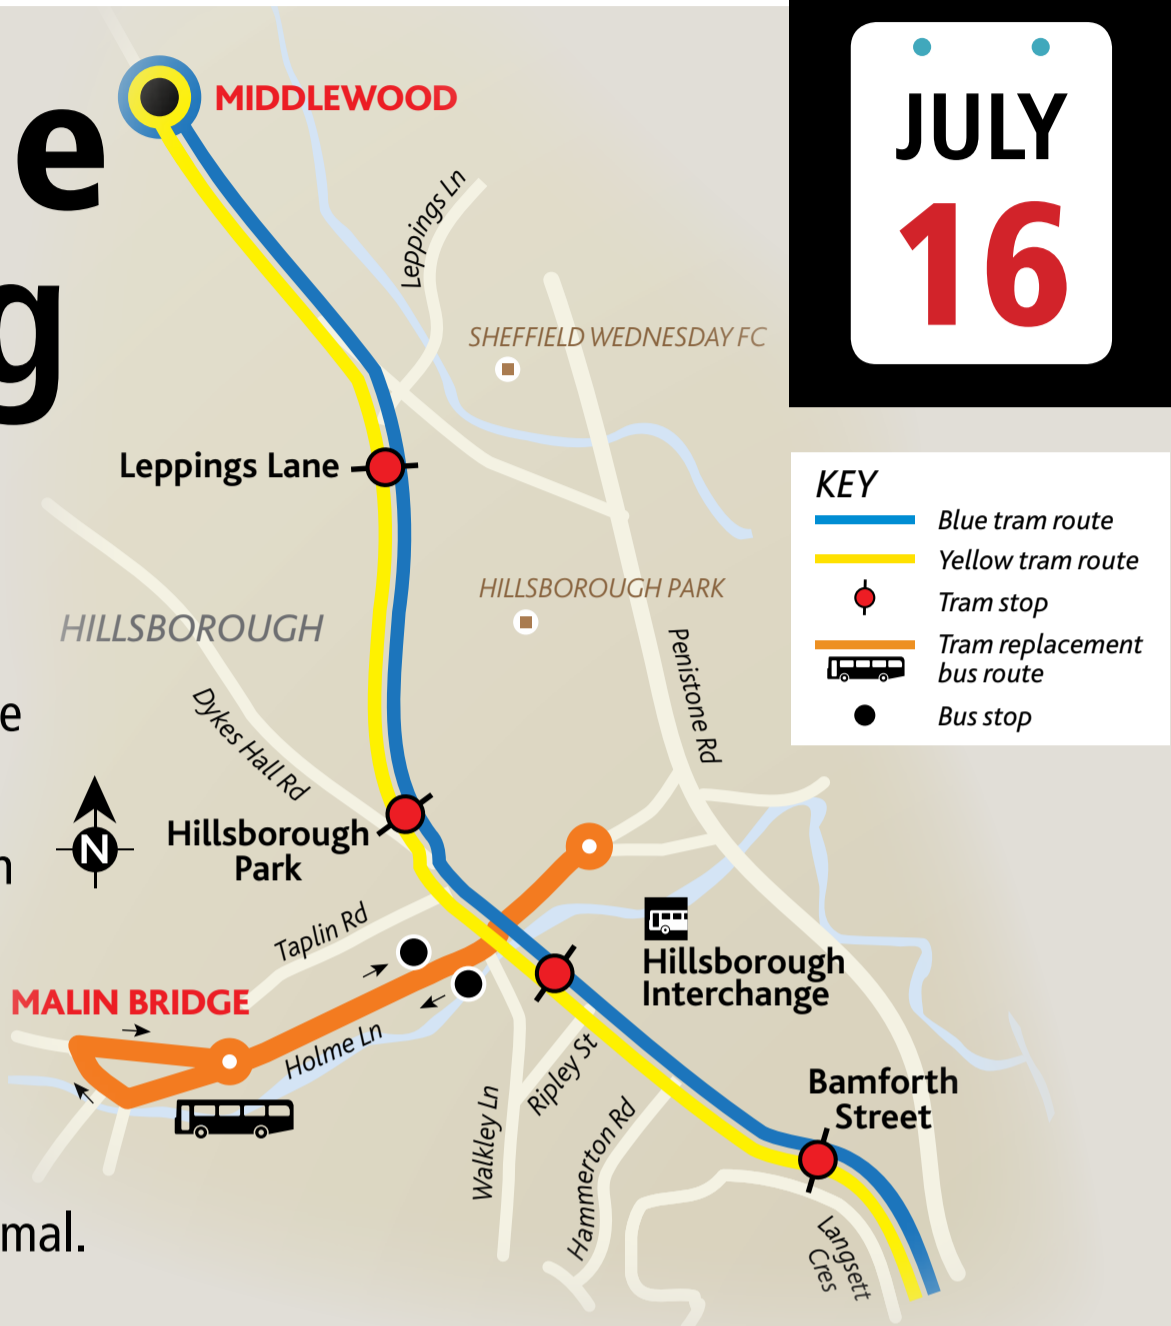 e
g
MIDDLEWOOD
JULY
16
Leppings Ln
SHEFFIELD WEDNESDAY FC
Leppings Lane
KEY
Blue tram route
Yellow tram route
Tram stop
Tram replacement
bus route
Bus stop
HILLSBOROUGH PARK
HILLSBOROUGH
Penistone Rd
Dykes Hall Rd
e
Hillsborough
Park
N
n
Taplin Rd
Hillsborough
Interchange
MALIN BRIDGE
Holme Ln
Ripley St
Walkley Ln
Hammerton Rd
Bamforth
Street
Langsett
Cres
mal.